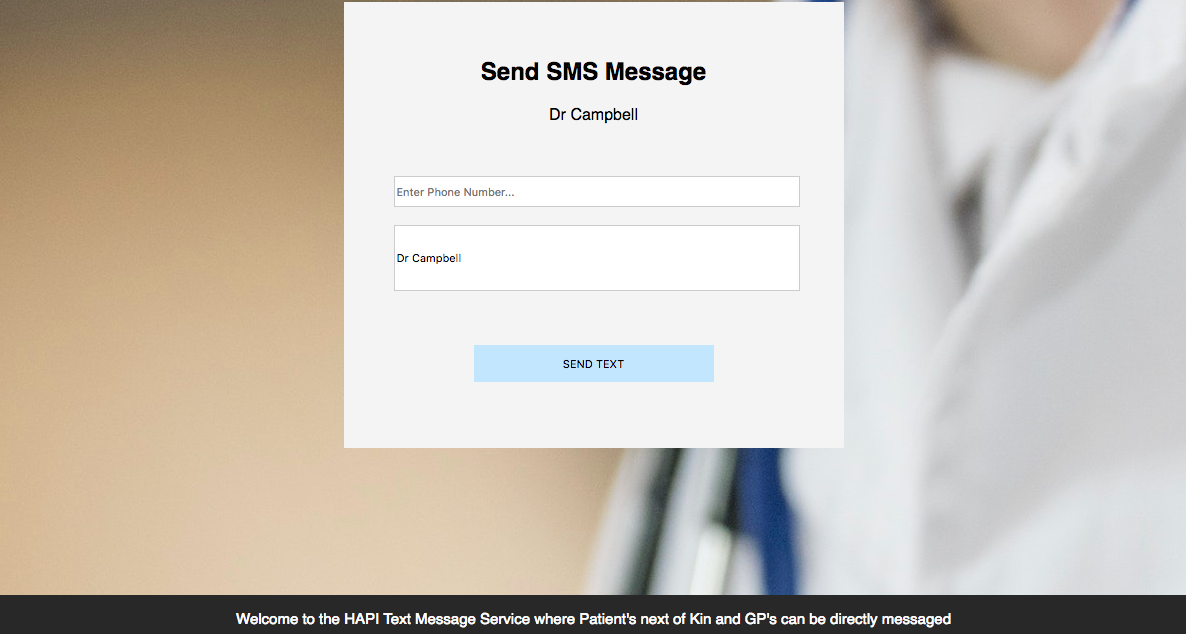 Send SMS Message
Dr Campbell
Enter Phone Number...
Dr Campbell
SEND TEXT
Welcome to the HAPI Text Message Service where Patient's next of Kin and GP's can be directly messaged